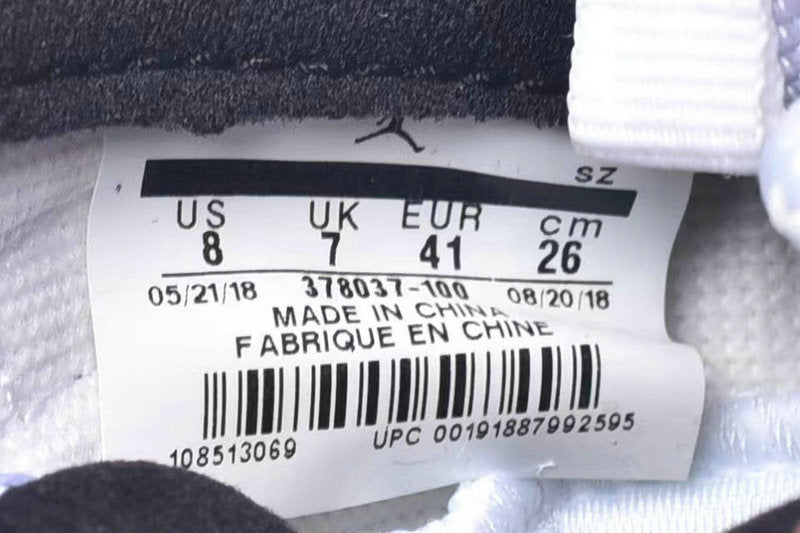 SZ
US UK EUR cm
8 7 41 26
05/21/18 378037-100 08/20/18
MADE IN CHINA
FABRIQUE EN CHINE
108513069 UPC 00191887992595